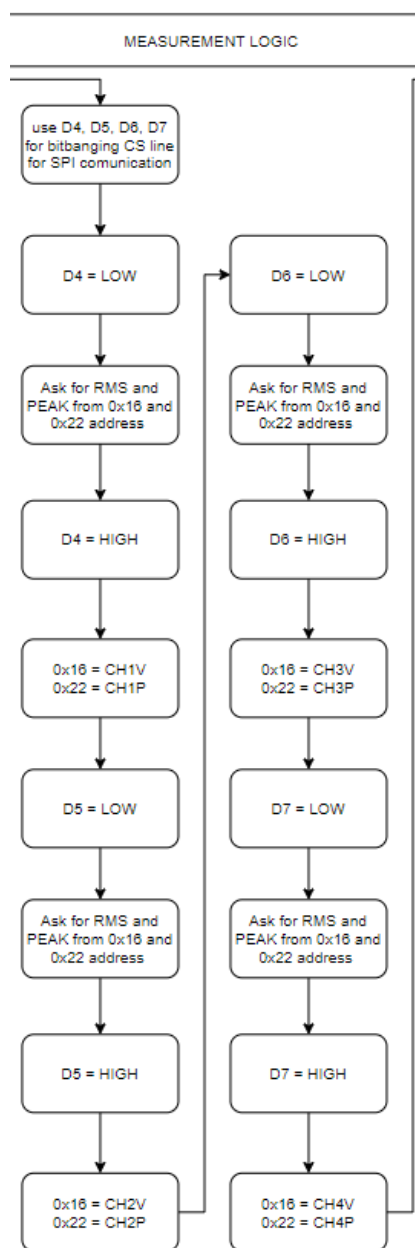 MEASUREMENT LOGIC
use D4, D5, D6, D7
for bitbanging CS line
for SPI comunication
D4 = LOW
Ask for RMS and
PEAK from 0x16 and
0x22 address
D4 = HIGH
0x16 = CH1V
0x22 = CH1P
D5 = LOW
Ask for RMS and
PEAK from 0x16 and
0x22 address
D5 = HIGH
0x16 = CH2V
0x22 = CH2P
D6 = LOW
Ask for RMS and
PEAK from 0x16 and
0x22 address
D6 = HIGH
0x16 = CH3V
0x22 = CH3P
D7 = LOW
Ask for RMS and
PEAK from 0x16 and
0x22 address
D7 = HIGH
0x16 = CH4V
0x22 = CH4P